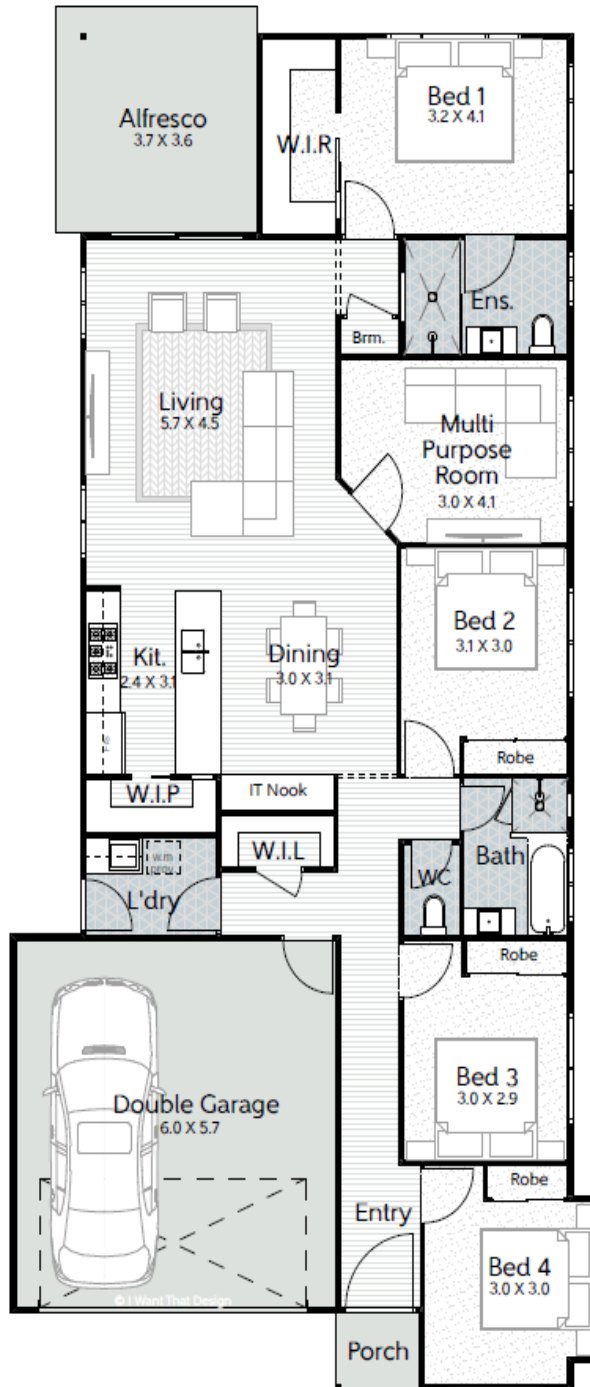 Alfresco
3.7 X 3.6
W.I.R
Bed 1
3.2 X 4.1
Ens.
Brm.
Living
5.7 X 4.5
Multi
Purpose
Room
3.0 X 4.1
Bed 2
3.1 X 3.0
Kit.
2.4 X 3.1
Dining
3.0 X 3.1
Robe
W.I.P
IT Nook
W.I.L
L'dry
WC
Bath
Robe
Bed 3
3.0 X 2.9
Double Garage
6.0 X 5.7
Robe
Entry
Bed 4
3.0 X 3.0
© I Want That Design
Porch